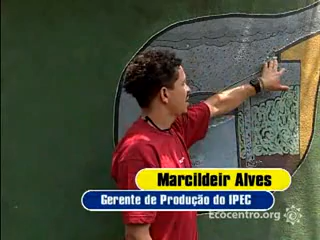 Marcildeir Alves
Gerente de Produção do IPEC
Ecocentro.org